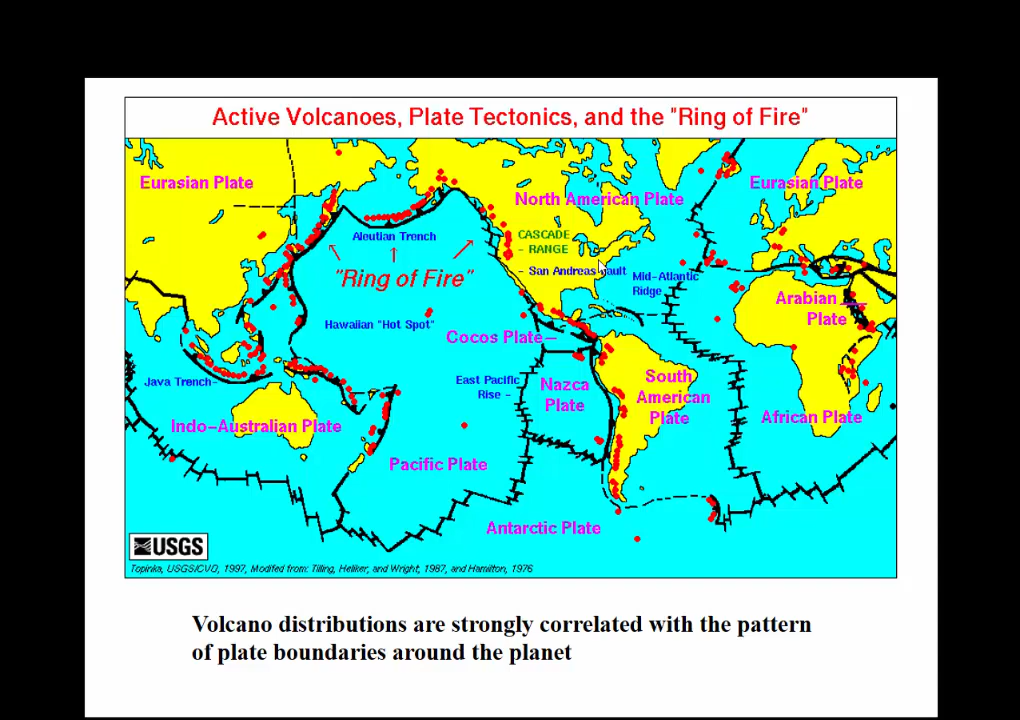 Active Volcanoes, Plate Tectonics, and the "Ring of Fire"
Eurasian Plate
North American Plate
Eurasian Plate
Aleutian Trench
CASCADE
- RANGE
"Ring of Fire"
- San Andreas Fault
Mid-Atlantic
Ridge
Arabian
Plate
Hawaiian "Hot Spot"
Cocos Plate
Java Trench
East Pacific
Rise -
Nazca
Plate
South
American
Plate
African Plate
Indo-Australian Plate
Pacific Plate
Antarctic Plate
USGS
Topinka, USGS/CVO, 1997, Modified from: Tilling, Heliker, and Wright, 1987, and Hamilton, 1976
Volcano distributions are strongly correlated with the pattern
of plate boundaries around the planet